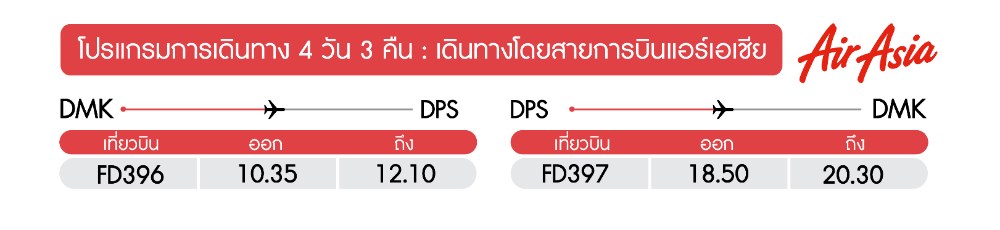 โปรแกรมการเดินทาง 4 วัน 3 คืน : เดินทางโดยสายการบินแอร์เอเชีย
AirAsia
DMK DPS
เที่ยวบิน ออก ถึง
FD396 10.35 12.10
DPS DMK
เที่ยวบิน ออก ถึง
FD397 18.50 20.30